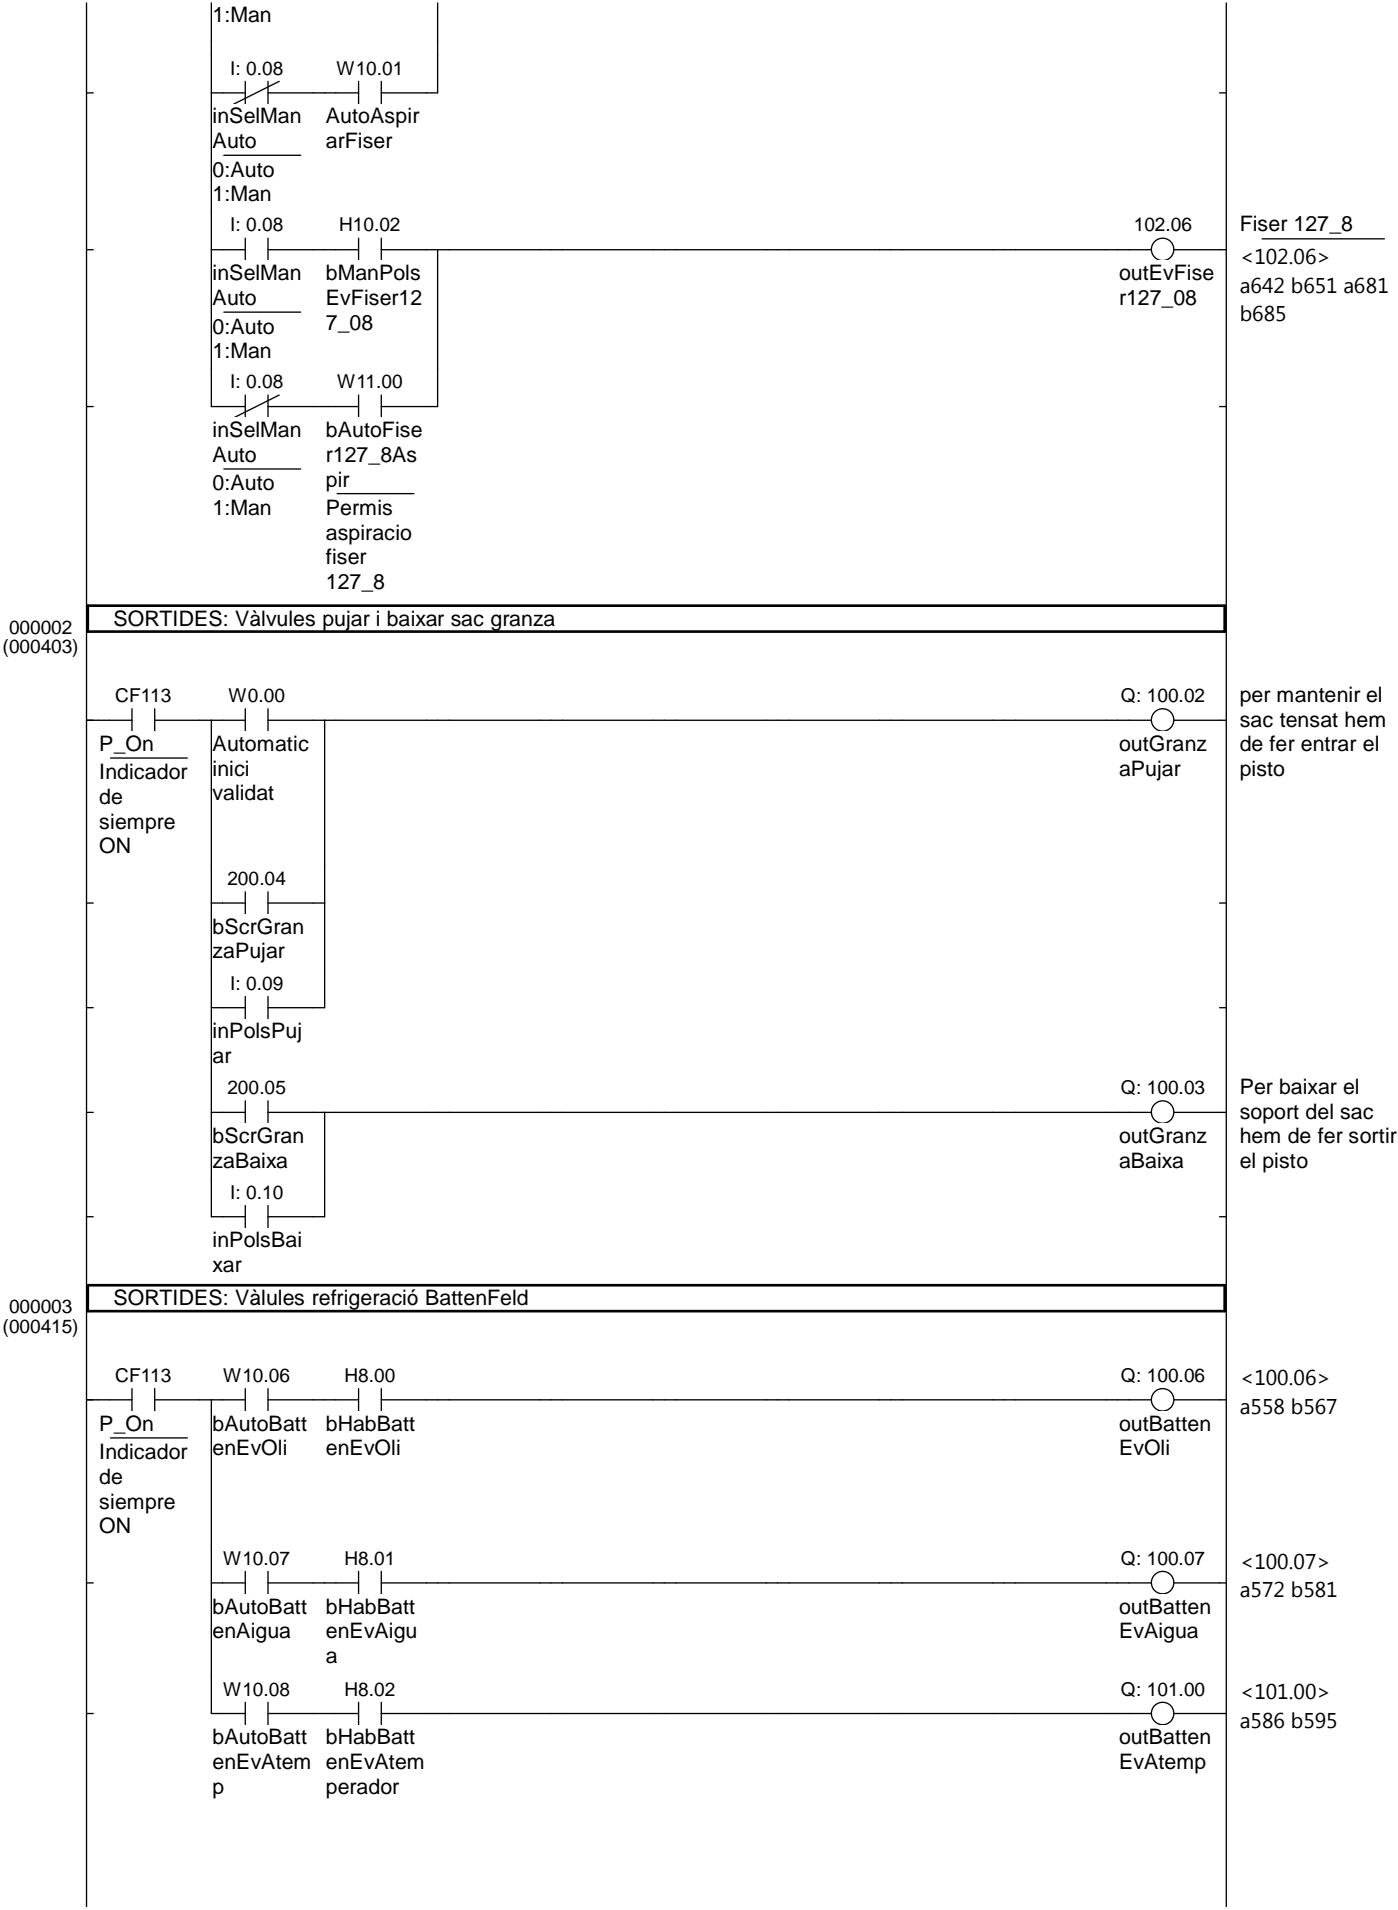 1:Man
I: 0.08 W10.01
inSelMan AutoAspir
Auto arFiser
0:Auto
1:Man
I: 0.08 H10.02 102.06 Fiser 127_8
inSelMan bManPols outEvFise <102.06>
Auto EvFiser12 r127_08 a642 b651 a681
0:Auto 7_08 b685
1:Man
I: 0.08 W11.00
inSelMan bAutoFise
Auto r127_8As
0:Auto pir
1:Man Permis
aspiracio
fiser
127_8
000002 SORTIDES: Vàlvules pujar i baixar sac granza
(000403)
CF113 W0.00 Q: 100.02 per mantenir el
P_On Automatic outGranz sac tensat hem
Indicador inici aPujar de fer entrar el
de validat pisto
siempre
ON
200.04
bScrGran
zaPujar
I: 0.09
inPolsPuj
ar
200.05 Q: 100.03 Per baixar el
bScrGran outGranz soport del sac
zaBaixa aBaixa hem de fer sortir
I: 0.10 el pisto
inPolsBai
xar
000003 SORTIDES: Vàlules refrigeració BattenFeld
(000415)
CF113 W10.06 H8.00 Q: 100.06 <100.06>
P_On bAutoBatt bHabBatt outBatten a558 b567
Indicador enEvOli enEvOli EvOli
de
siempre
ON
W10.07 H8.01 Q: 100.07 <100.07>
bAutoBatt bHabBatt outBatten a572 b581
enAigua enEvAigu EvAigua
a
W10.08 H8.02 Q: 101.00 <101.00>
bAutoBatt bHabBatt outBatten a586 b595
enEvAtem enEvAtem EvAtemp
p perador